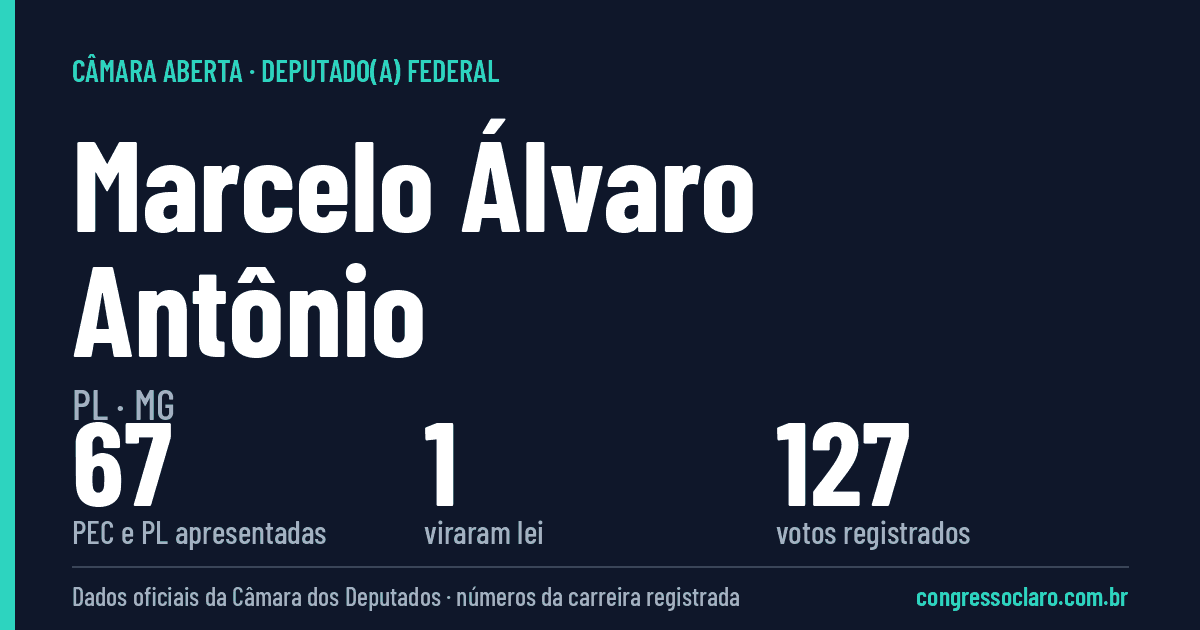 CÂMARA ABERTA · DEPUTADO(A) FEDERAL
Marcelo Álvaro
Antônio
PL · MG
67 1 127
PEC e PL apresentadas viraram lei votos registrados
Dados oficiais da Câmara dos Deputados · números da carreira registrada congressoclaro.com.br